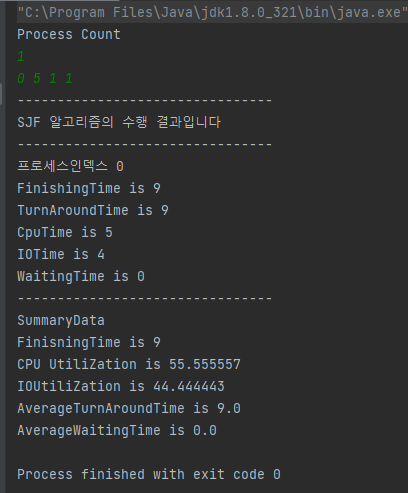 "C:\Program Files\Java\jdk1.8.0_321\bin\java.exe"
Process Count
1
0 5 1 1
---------------------------------
SJF 알고리즘의 수행 결과입니다
---------------------------------
프로세스인덱스 0
FinishingTime is 9
TurnAroundTime is 9
CpuTime is 5
IOTime is 4
WaitingTime is 0
---------------------------------
SummaryData
FinisningTime is 9
CPU UtiliZation is 55.555557
IOUtiliZation is 44.444443
AverageTurnAroundTime is 9.0
AverageWaitingTime is 0.0
Process finished with exit code 0